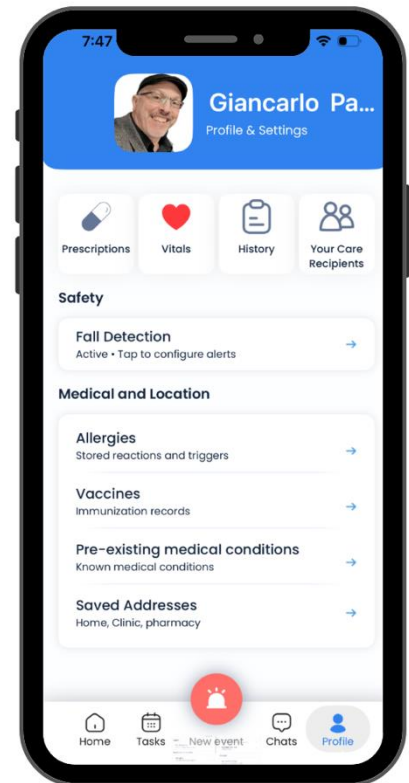 7:47
Giancarlo Pa...
Profile & Settings
Prescriptions
Vitals
History
Your Care
Recipients
Safety
Fall Detection
Active • Tap to configure alerts
→
Medical and Location
Allergies
Stored reactions and triggers
→
Vaccines
Immunization records
→
Pre-existing medical conditions
Known medical conditions
→
Saved Addresses
Home, Clinic, pharmacy
→
Home
Tasks
New event
Chats
Profile